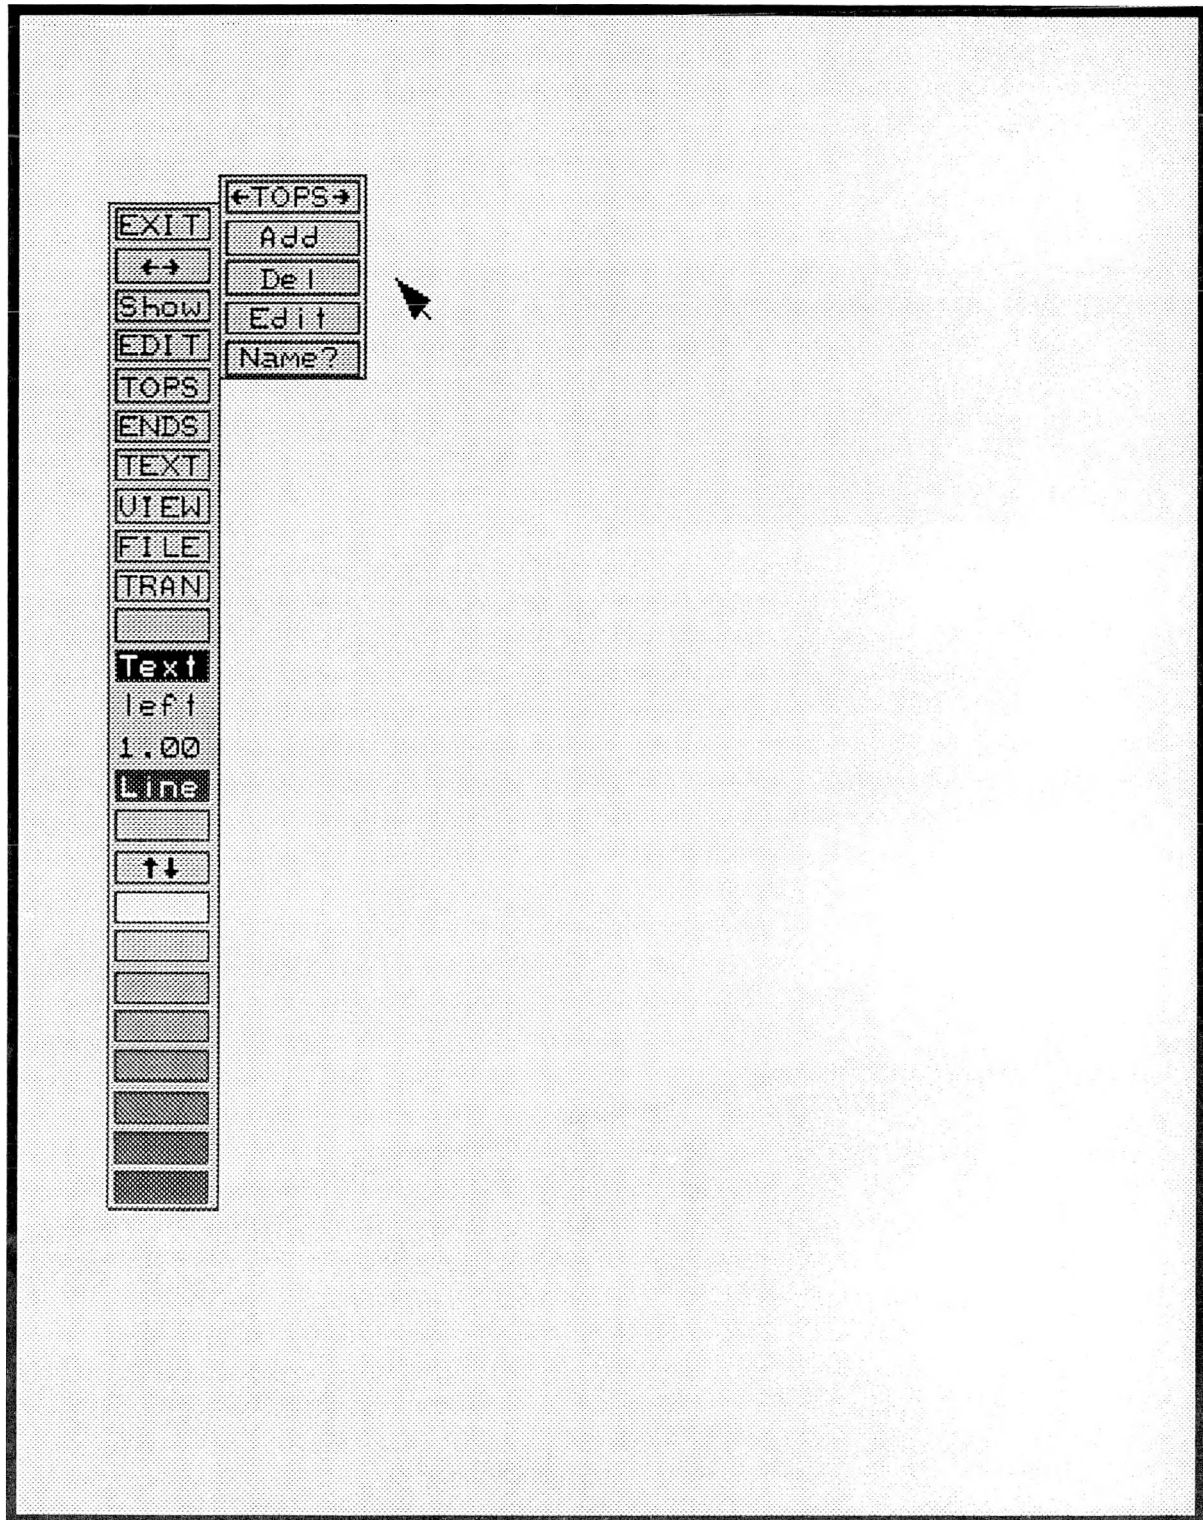 ←TOPS→
Add
Del
Edit
Name?
EXIT
←→
Show
EDIT
TOPS
ENDS
TEXT
VIEW
FILE
TRAN
Text
left
1.00
Line
↑↓